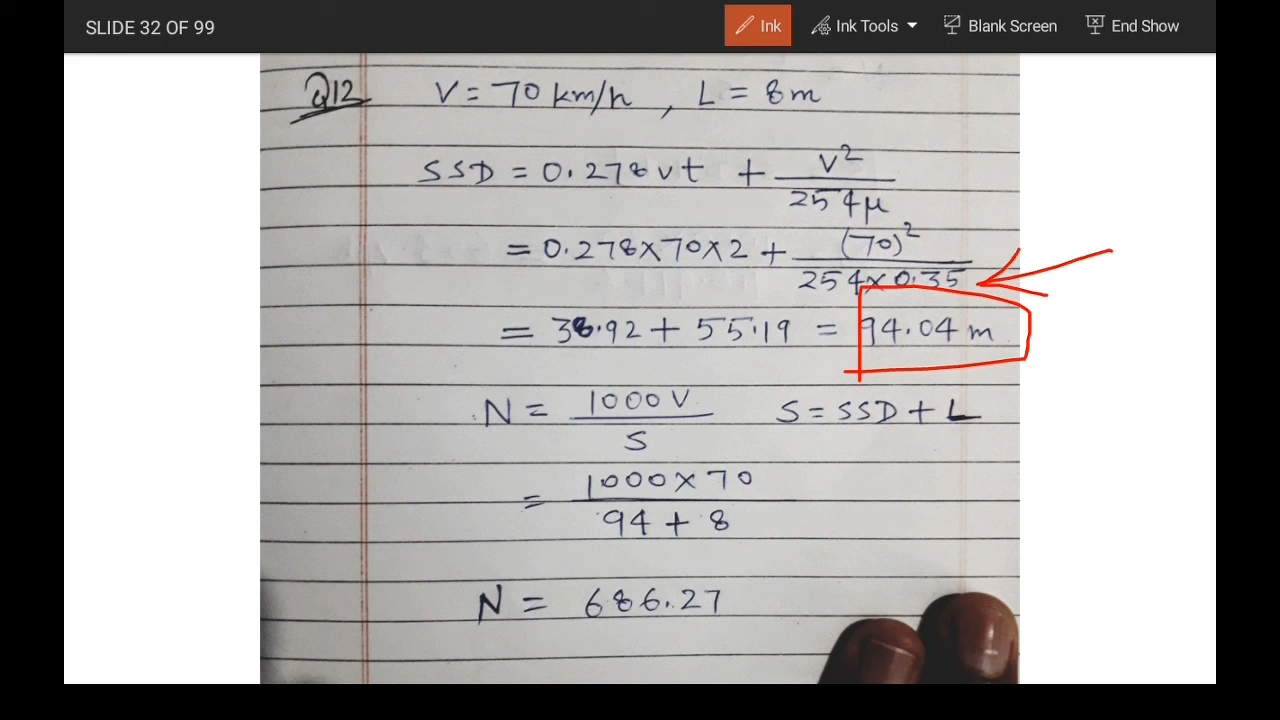 SLIDE 32 OF 99 Ink Ink Tools Blank Screen End Show
Q12 V = 70 km/h , L = 8m
SSD = 0.278 vt + V² / 254μ
= 0.278×70×2 + (70)² / 254×0.35
= 38.92 + 55.19 = 94.04 m
N = 1000 V / S S = SSD + L
= 1000×70 / 94 + 8
N = 686.27